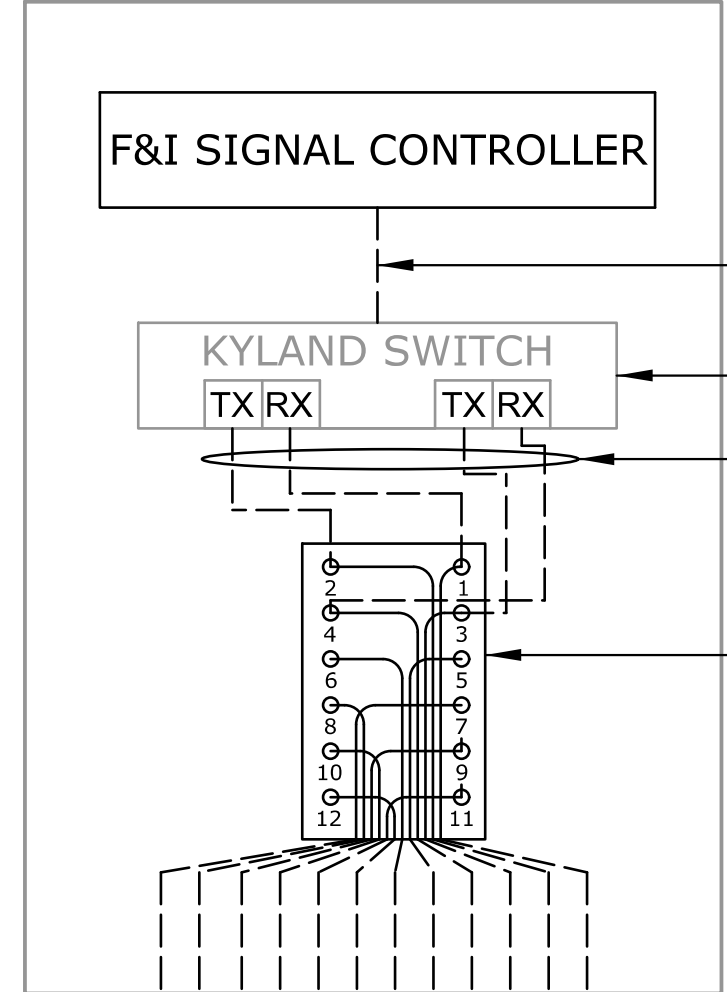 F&I SIGNAL CONTROLLER
KYLAND SWITCH
TX RX TX RX
2 1
4 3
6 5
8 7
10 9
12 11